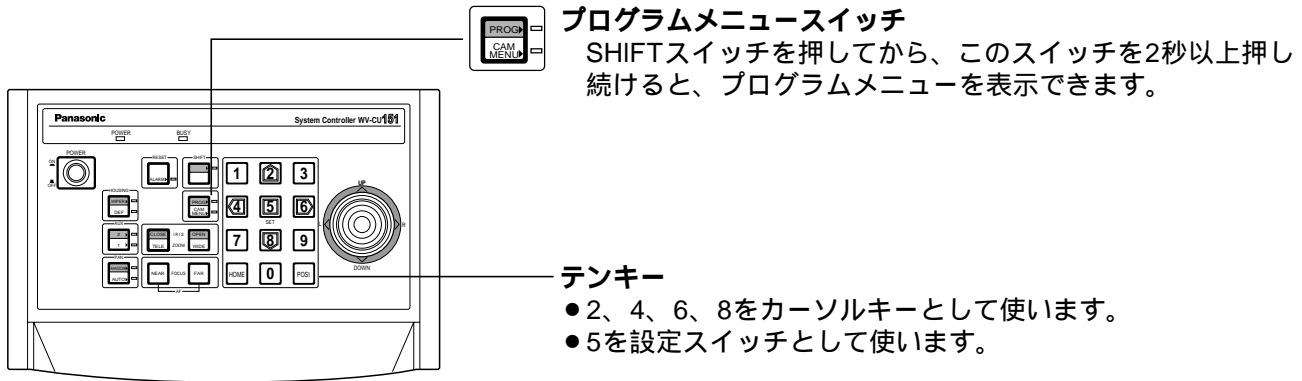 PROG
CAM
MENU
プログラムメニュースイッチ
SHIFTスイッチを押してから、このスイッチを2秒以上押し
続けると、プログラムメニューを表示できます。
Panasonic
System Controller WV-CU151
POWER
BUSY
POWER
ON
OFF
RESET
ALARM
SHIFT
1
2
3
UP
HOUSING
WIPER
DEF
PROG
CAM
MENU
4
5
6
SET
L
R
AUX
2
1
CLOSE
IRIS
OPEN
TELE
ZOOM
WIDE
7
8
9
DOWN
PAN
AUTO
NEAR
FOCUS
FAR
AF
HOME
0
POSI
テンキー
●2、4、6、8をカーソルキーとして使います。
●5を設定スイッチとして使います。